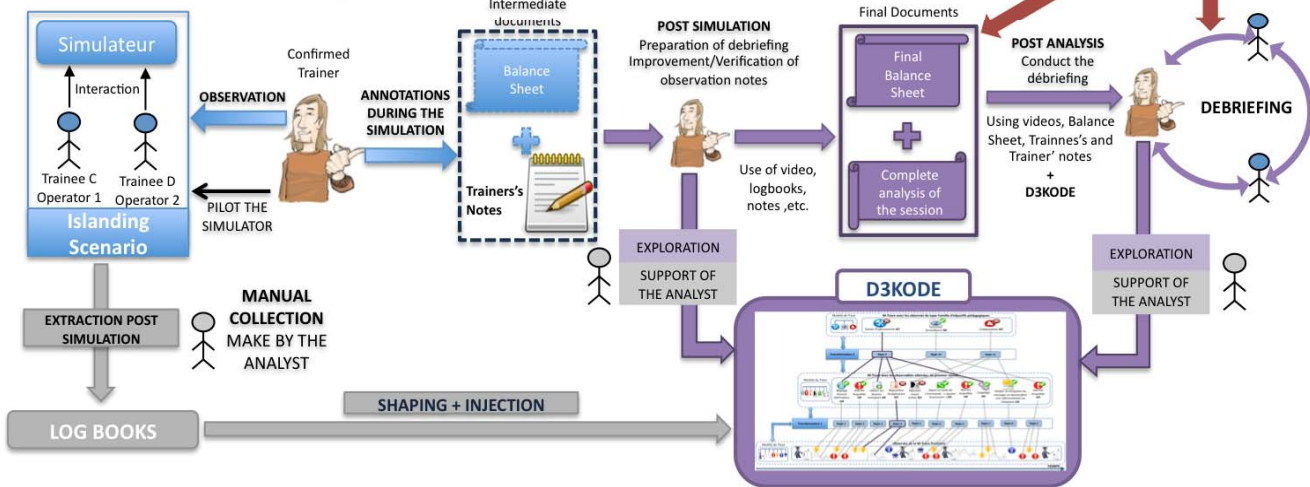 Simulateur
Interaction
Trainee C
Operator 1
Trainee D
Operator 2
Islanding
Scenario
OBSERVATION
PILOT THE
SIMULATOR
Confirmed
Trainer
ANNOTATIONS
DURING THE
SIMULATION
Intermediate
documents
Balance
Sheet
Trainers's
Notes
POST SIMULATION
Preparation of debriefing
Improvement/Verification of
observation notes
Use of video,
logbooks,
notes ,etc.
Final Documents
Final
Balance
Sheet
Complete
analysis of
the session
POST ANALYSIS
Conduct the
débriefing
Using videos, Balance
Sheet, Trainnes's and
Trainer' notes
+
D3KODE
DEBRIEFING
EXPLORATION
SUPPORT OF
THE ANALYST
EXPLORATION
SUPPORT OF
THE ANALYST
EXTRACTION POST
SIMULATION
MANUAL
COLLECTION
MAKE BY THE
ANALYST
LOG BOOKS
SHAPING + INJECTION
D3KODE